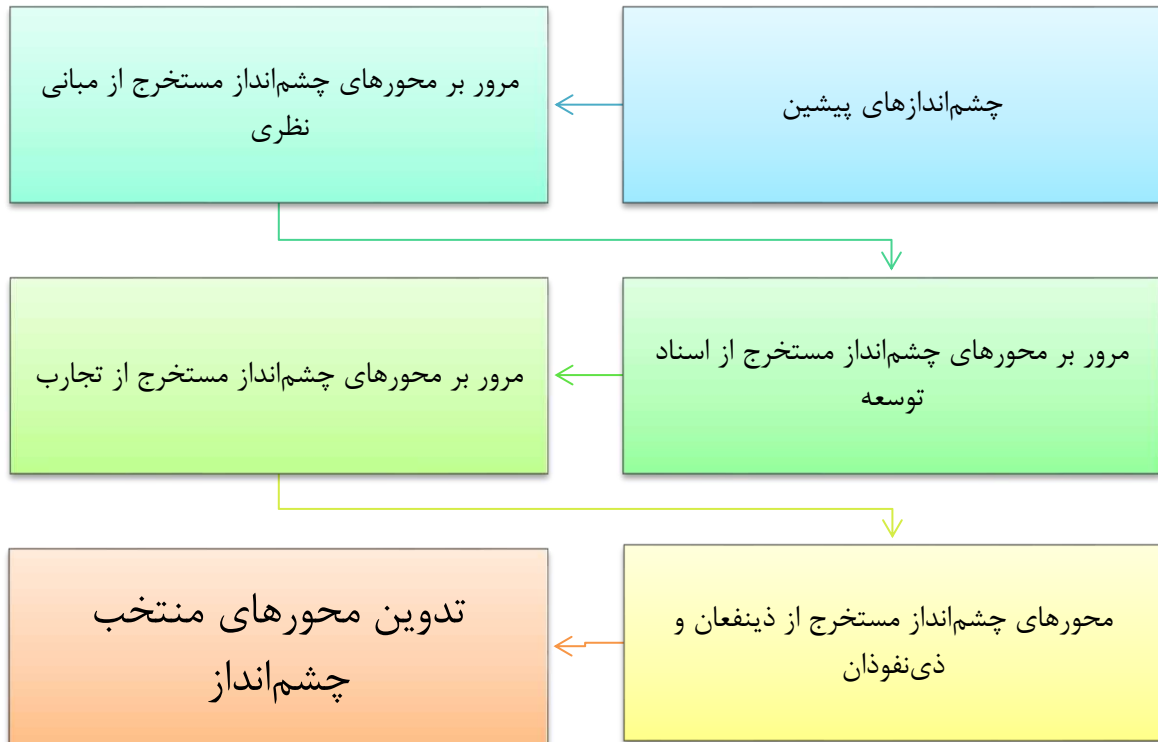 چشم‌اندازهای پیشین
مرور بر محورهای چشم‌انداز مستخرج از مبانی
نظری
مرور بر محورهای چشم‌انداز مستخرج از اسناد
توسعه
مرور بر محورهای چشم‌انداز مستخرج از تجارب
محورهای چشم‌انداز مستخرج از ذینفعان و
ذی‌نفوذان
تدوین محورهای منتخب
چشم‌انداز